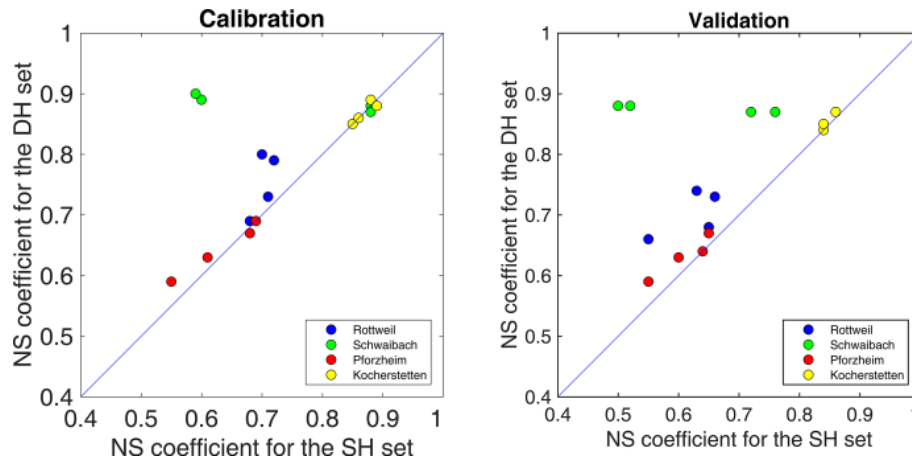 Calibration
NS coefficient for the DH set
1
0.9
0.8
0.7
0.6
0.5
0.4
0.4 0.5 0.6 0.7 0.8 0.9 1
NS coefficient for the SH set
Rottweil
Schwaibach
Pforzheim
Kocherstetten
Validation
NS coefficient for the DH set
1
0.9
0.8
0.7
0.6
0.5
0.4
0.4 0.5 0.6 0.7 0.8 0.9 1
NS coefficient for the SH set
Rottweil
Schwaibach
Pforzheim
Kocherstetten